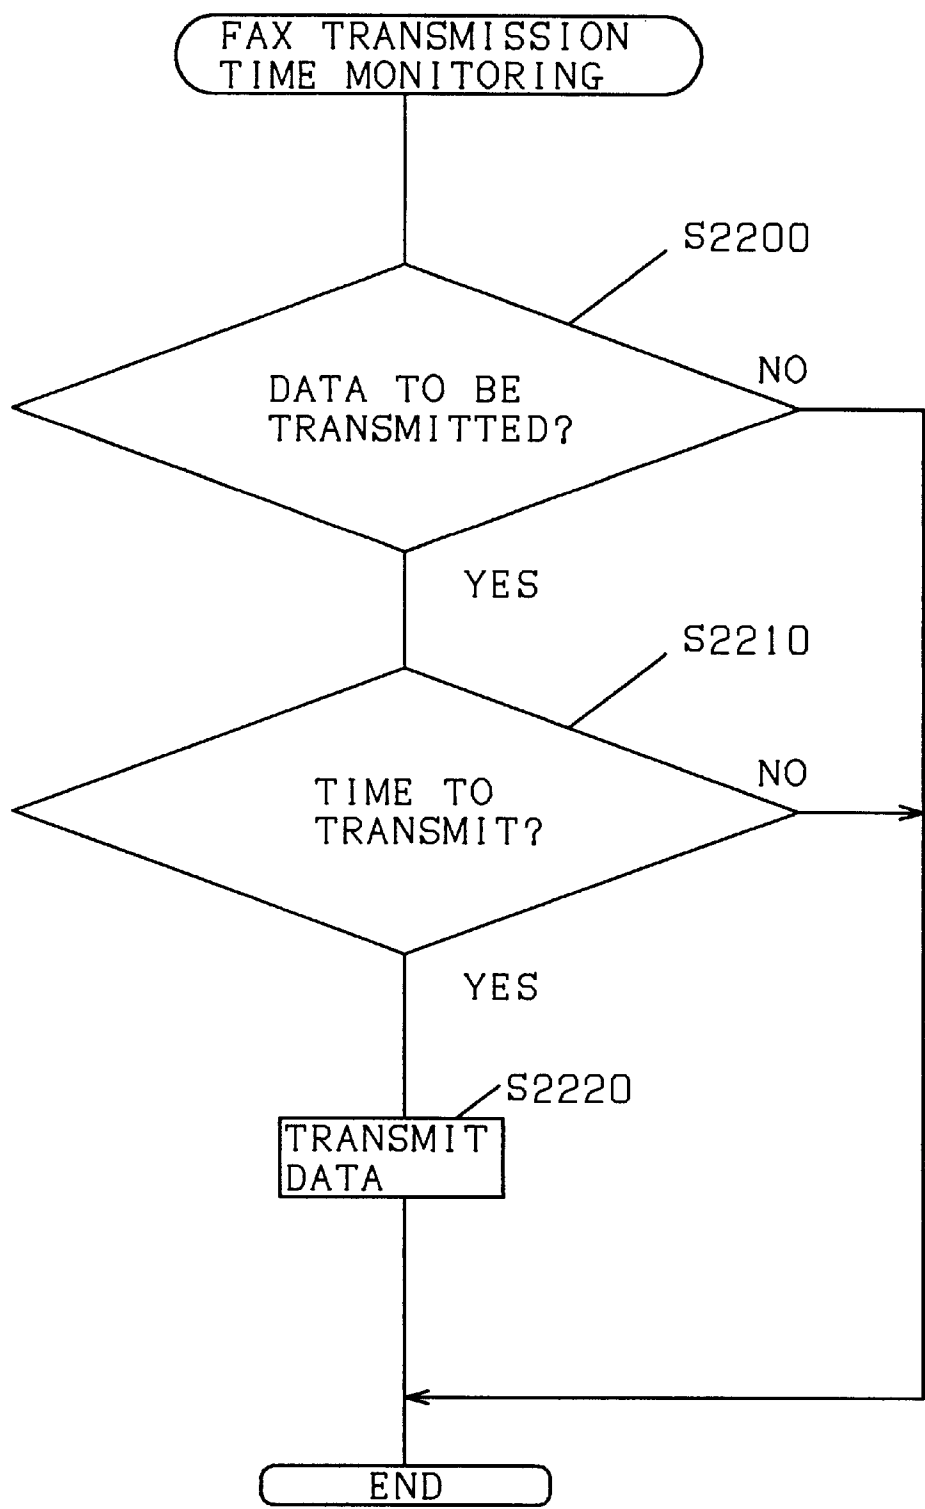 FAX TRANSMISSION
TIME MONITORING
S2200
DATA TO BE
TRANSMITTED?
NO
YES
S2210
TIME TO
TRANSMIT?
NO
YES
S2220
TRANSMIT
DATA
END